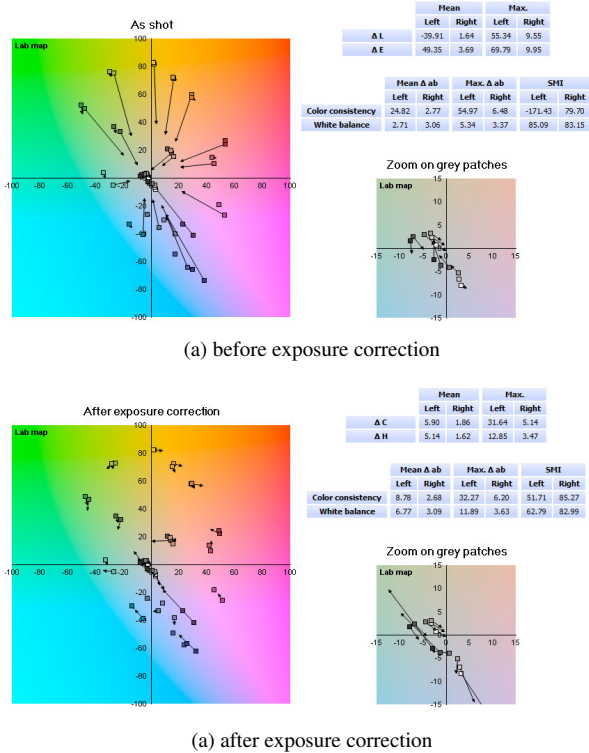 As shot
Lab map
100
80
60
40
20
-100 -80 -60 -40 -20 20 40 60 80 100
-20
-40
-60
-80
-100
Mean Max.
Left Right Left Right
Δ L -39.91 1.64 55.34 9.55
Δ E 49.35 3.69 69.79 9.95
Mean Δ ab Max. Δ ab SMI
Left Right Left Right Left Right
Color consistency 24.82 2.77 54.97 6.48 -171.43 79.70
White balance 2.71 3.06 5.34 3.37 85.09 83.15
Zoom on grey patches
Lab map
15
10
5
0
-15 -10 -5 0 5 10 15
-5
-10
-15
(a) before exposure correction
After exposure correction
Lab map
100
80
60
40
20
-100 -80 -60 -40 -20 20 40 60 80 100
-20
-40
-60
-80
-100
Mean Max.
Left Right Left Right
Δ C 5.90 1.86 31.64 5.14
Δ H 5.14 1.62 12.85 3.47
Mean Δ ab Max. Δ ab SMI
Left Right Left Right Left Right
Color consistency 8.78 2.68 32.27 6.20 51.71 85.27
White balance 6.77 3.09 11.89 3.63 62.79 82.99
Zoom on grey patches
Lab map
15
10
5
0
-15 -10 -5 0 5 10 15
-5
-10
-15
(a) after exposure correction